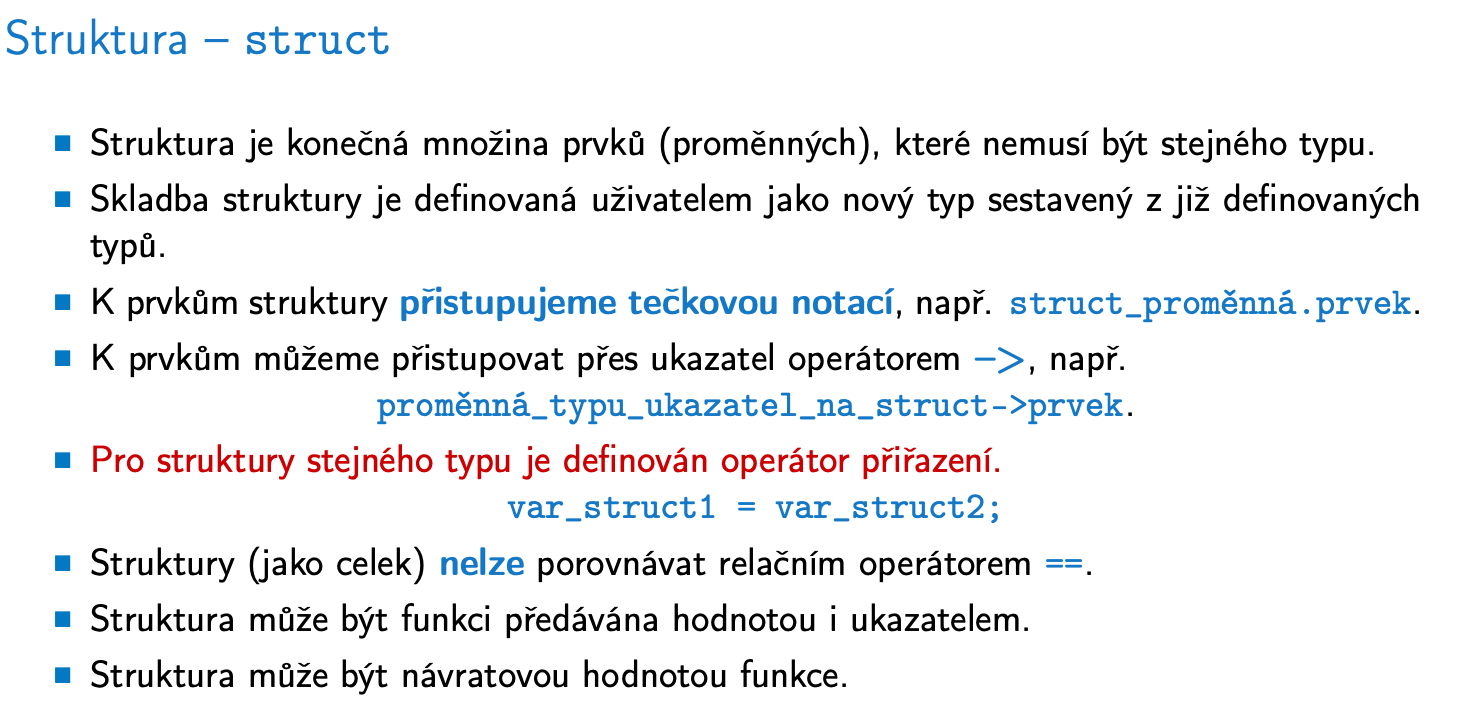 Struktura – struct
Struktura je konečná množina prvků (proměnných), které nemusí být stejného typu.
Skladba struktury je definovaná uživatelem jako nový typ sestavený z již definovaných
typů.
K prvkům struktury přistupujeme tečkovou notací, např. struct_proměnná.prvek.
K prvkům můžeme přistupovat přes ukazatel operátorem –>, např.
proměnná_typu_ukazatel_na_struct->prvek.
Pro struktury stejného typu je definován operátor přiřazení.
var_struct1 = var_struct2;
Struktury (jako celek) nelze porovnávat relačním operátorem ==.
Struktura může být funkci předávána hodnotou i ukazatelem.
Struktura může být návratovou hodnotou funkce.